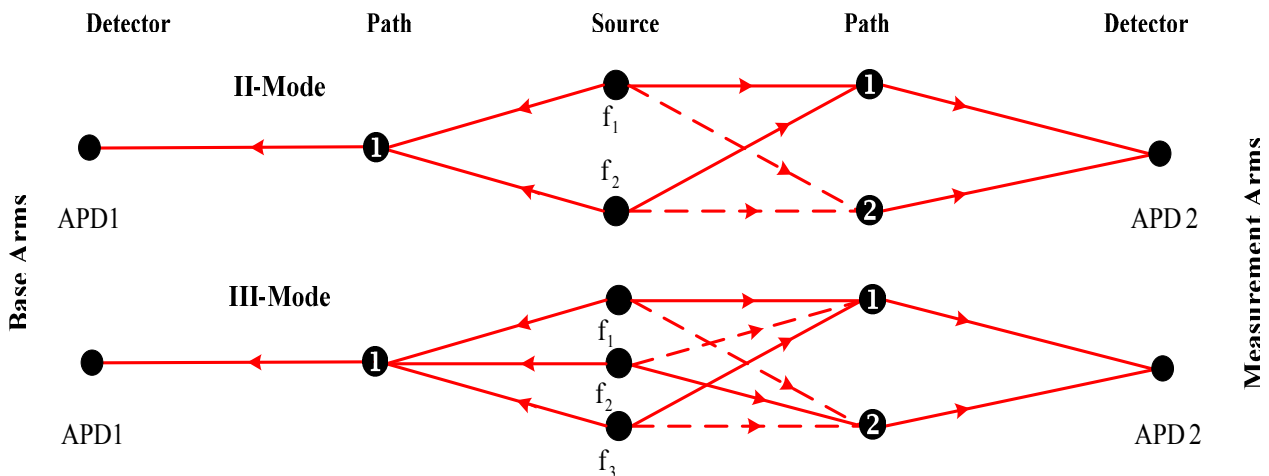 Detector Path Source Path Detector
II-Mode
f1
1 1
f2
2
APD1 APD 2
Base Arms
Measurement Arms
III-Mode
1
f1
1
f2
2
APD1 APD 2
f3